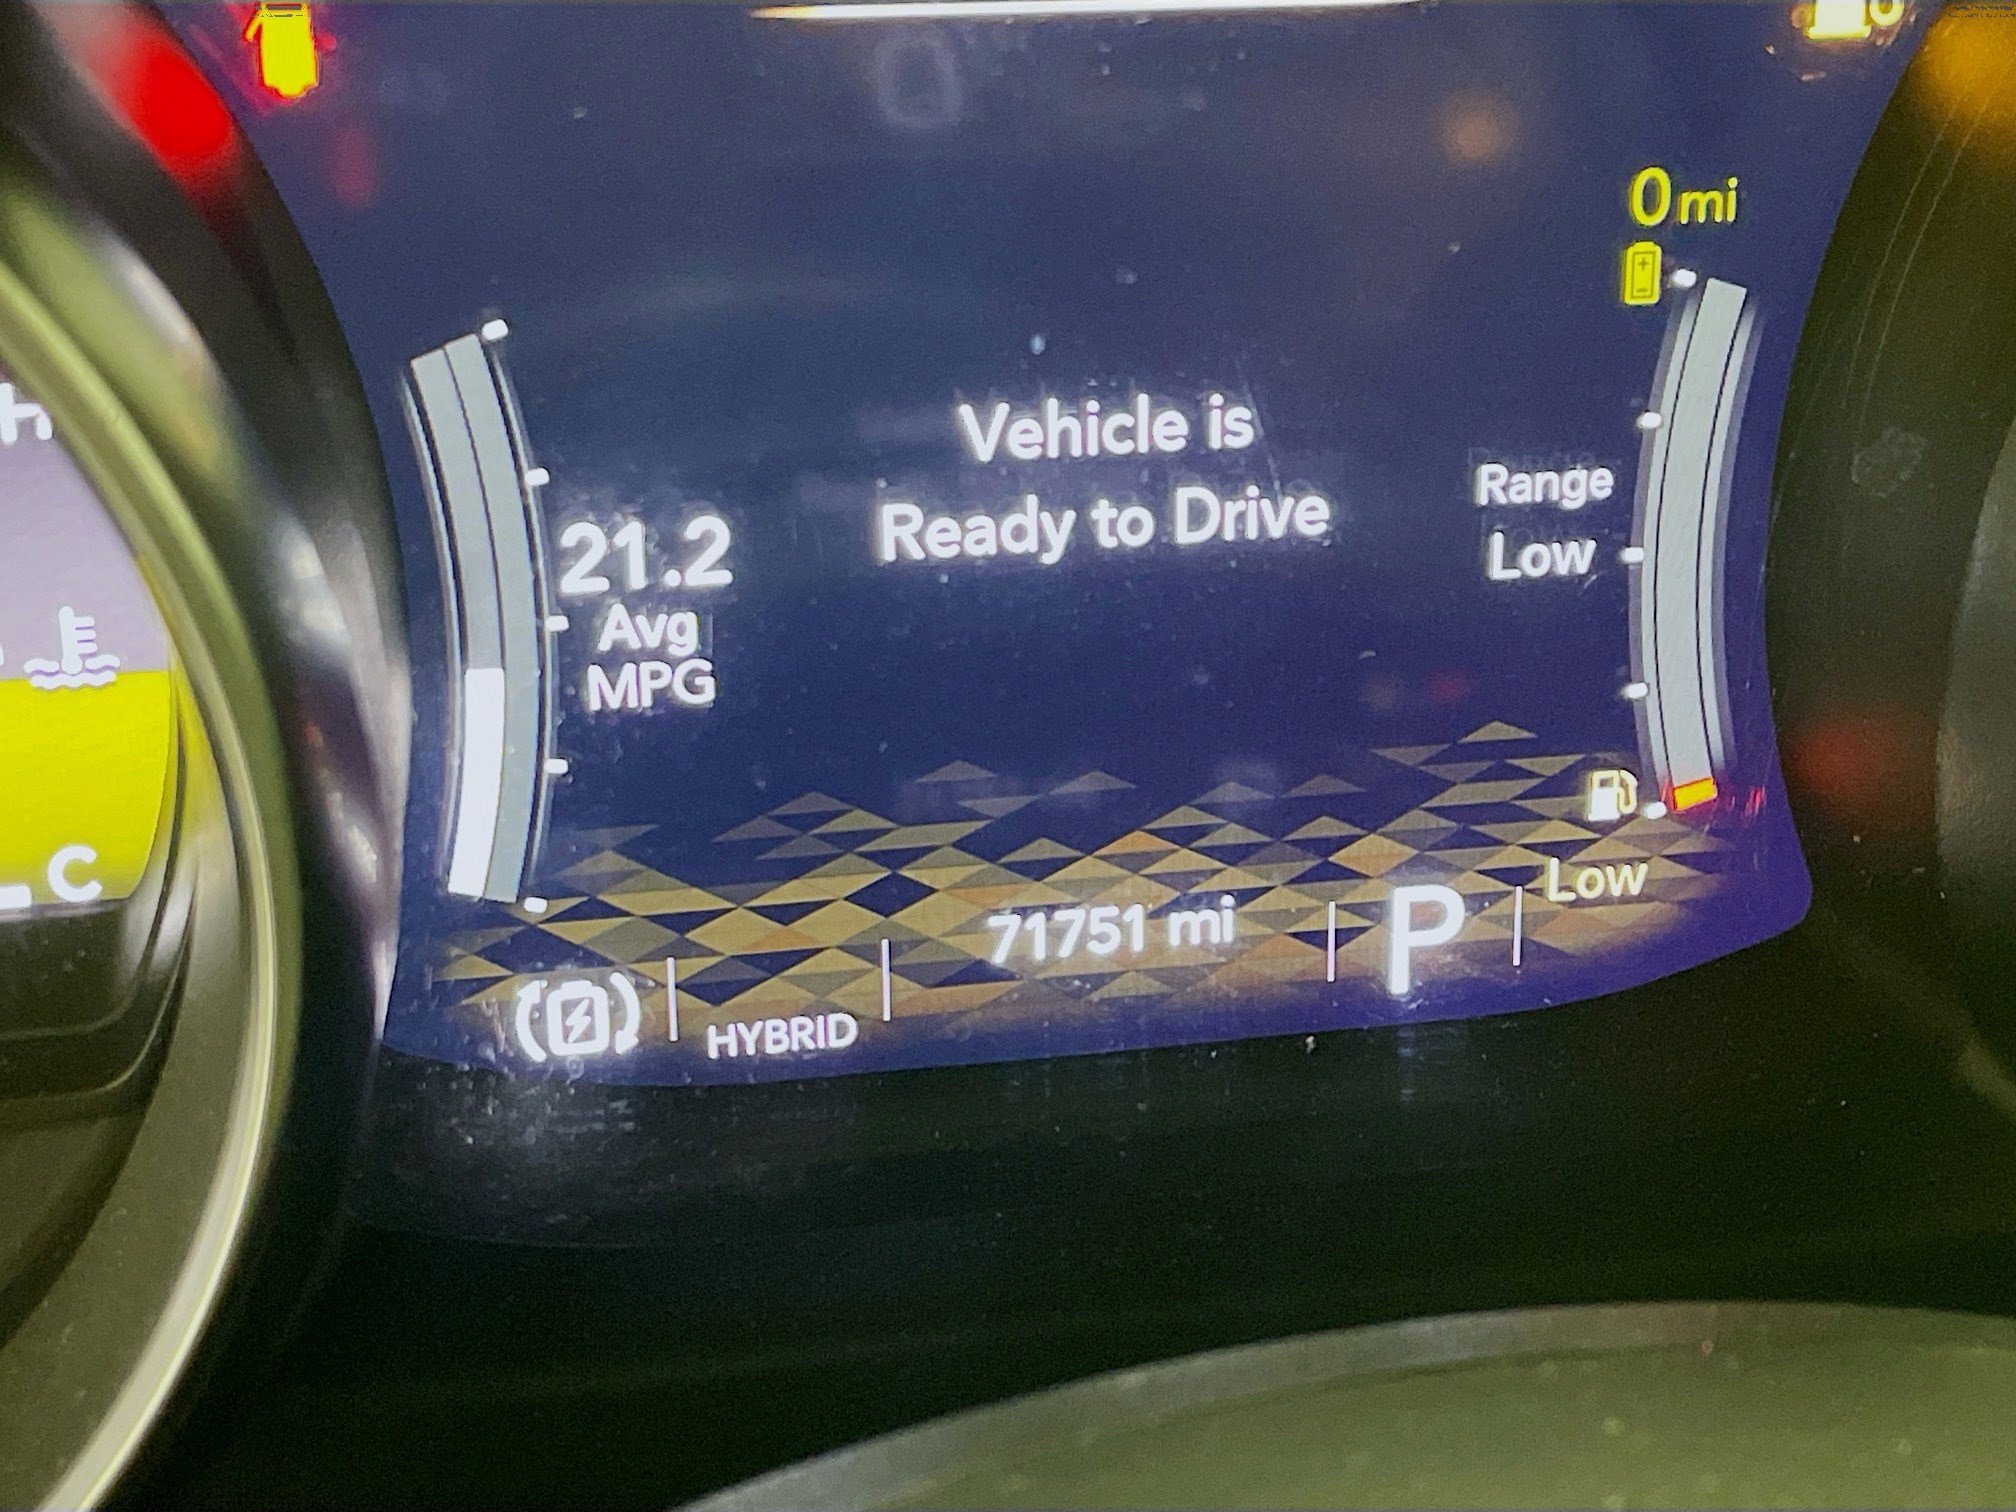 0 mi
Vehicle is
Ready to Drive
Range
Low
21.2
Avg
MPG
H
C
Low
71751 mi
P
HYBRID